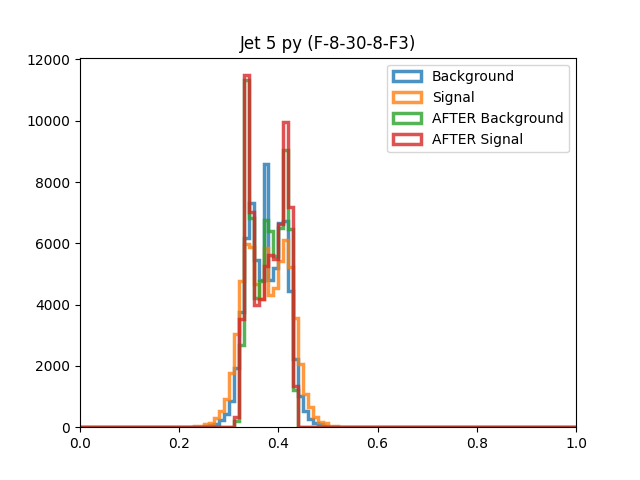 Jet 5 py (F-8-30-8-F3)
12000
10000
8000
6000
4000
2000
0
0.0 0.2 0.4 0.6 0.8 1.0
Background
Signal
AFTER Background
AFTER Signal